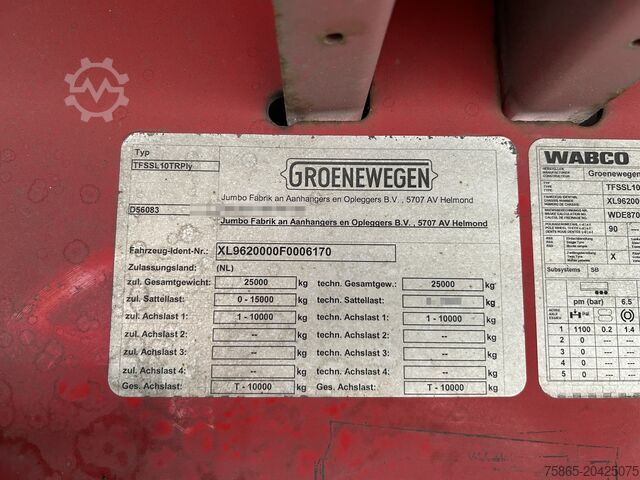 Typ
TFSSL10TRPly
GROENEWEGEN
Jumbo Fabrik an Aanhangers en Opleggers B.V. , 5707 AV Helmond
D56083
Jumbo Fabrik an Aanhangers en Opleggers B.V. , 5707 AV Helmond
Fahrzeug-Ident-Nr.: XL9620000F0006170
Zulassungsland: (NL)
zul. Gesamtgewicht: 25000 kg techn. Gesamtgew.: 25000 kg
zul. Sattellast: 0 - 15000 kg techn. Sattellast: kg
zul. Achslast 1: 1 - 10000 kg techn. Achslast 1: 1 - 10000 kg
zul. Achslast 2: -- kg techn. Achslast 2: -- kg
zul. Achslast 3: -- kg techn. Achslast 3: -- kg
zul. Achslast 4: -- kg techn. Achslast 4: -- kg
Ges. Achslast: T - 10000 kg Ges. Achslast: T - 10000 kg
WABCO
Groenewegen
TFSSL10
XL96200
WDE870
90
X
Subsystems SB
pm (bar) 6.5
1 1100 0.2 1.4
2 0 --- ---
3 0 --- ---
4 0 --- ---
5 0 --- ---
75865-20425075